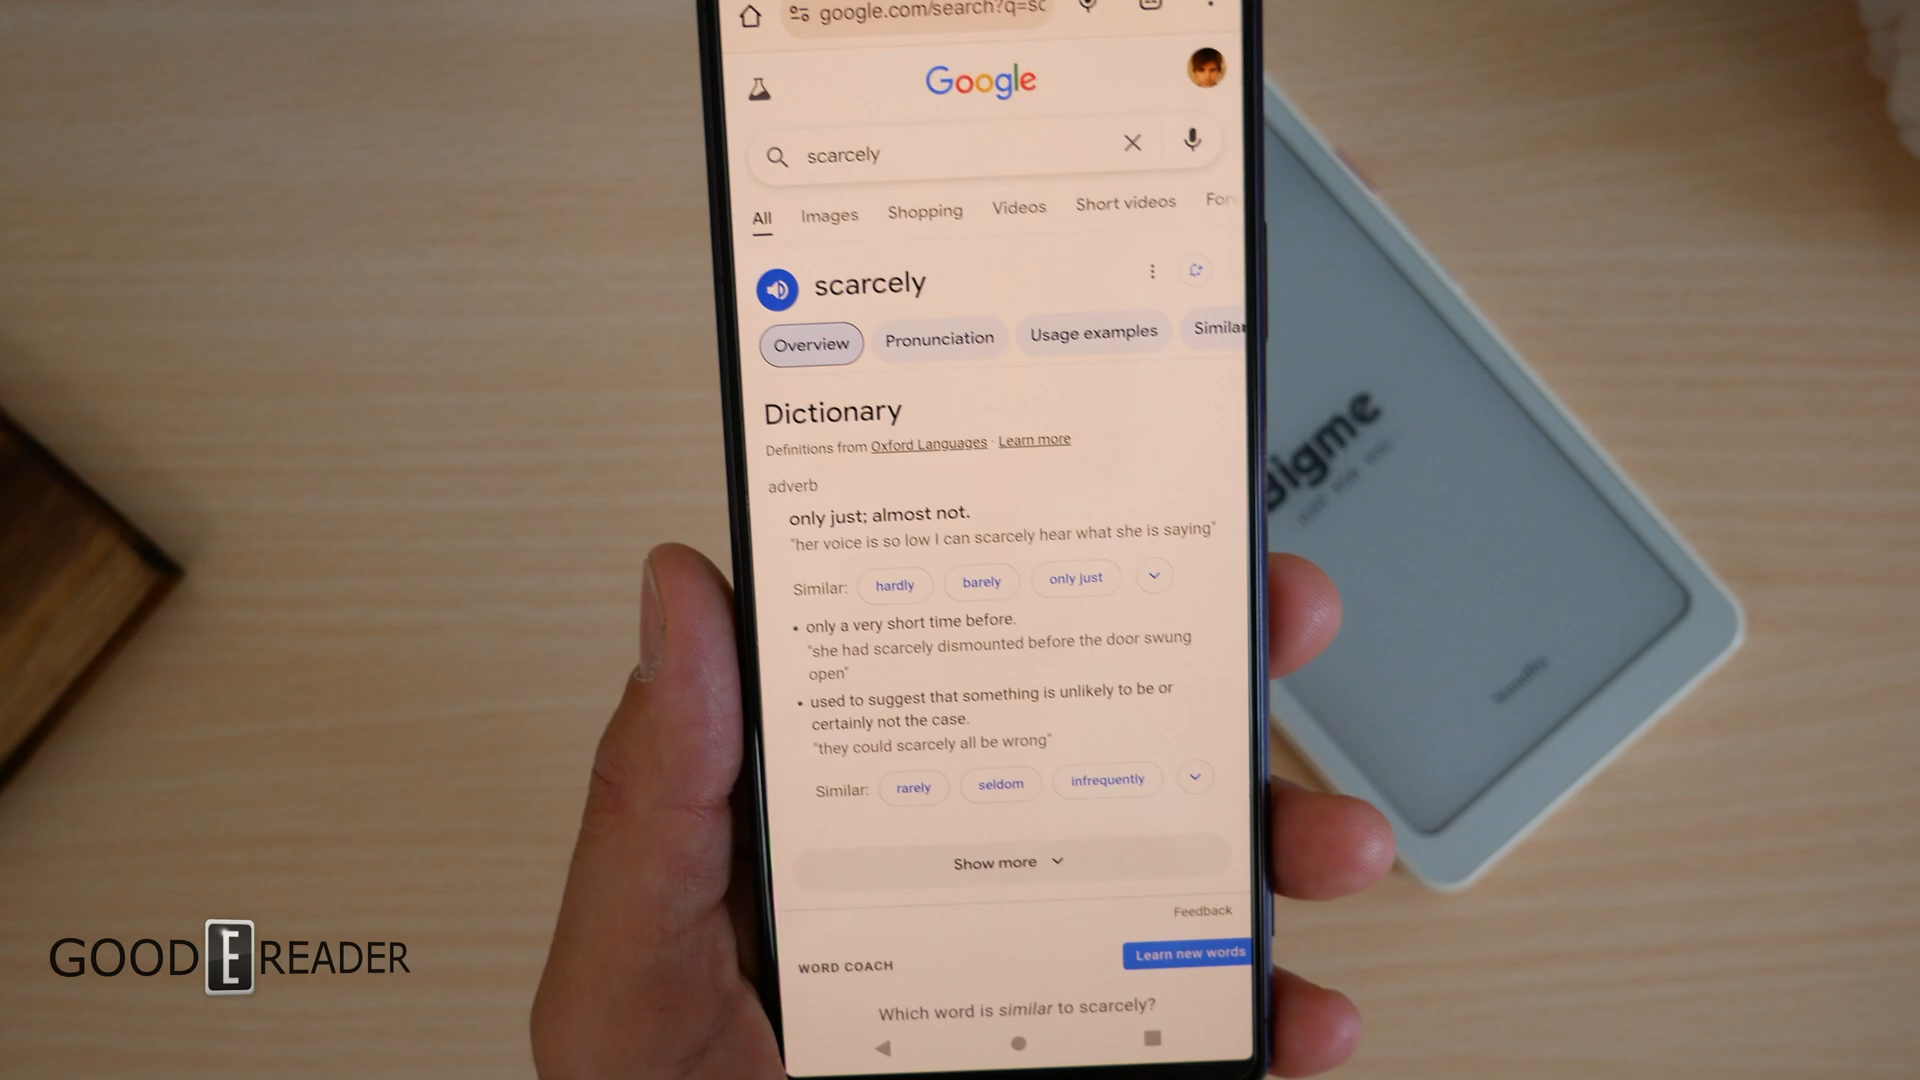 google.com/search?q=sc
Google
scarcely
All Images Shopping Videos Short videos For
scarcely
Overview Pronunciation Usage examples Similar
Dictionary
Definitions from Oxford Languages · Learn more
adverb
only just; almost not.
"her voice is so low I can scarcely hear what she is saying"
Similar: hardly barely only just
• only a very short time before.
"she had scarcely dismounted before the door swung
open"
• used to suggest that something is unlikely to be or
certainly not the case.
"they could scarcely all be wrong"
Similar: rarely seldom infrequently
Show more
Feedback
WORD COACH Learn new words
Which word is similar to scarcely?
Bigme
GOOD E READER